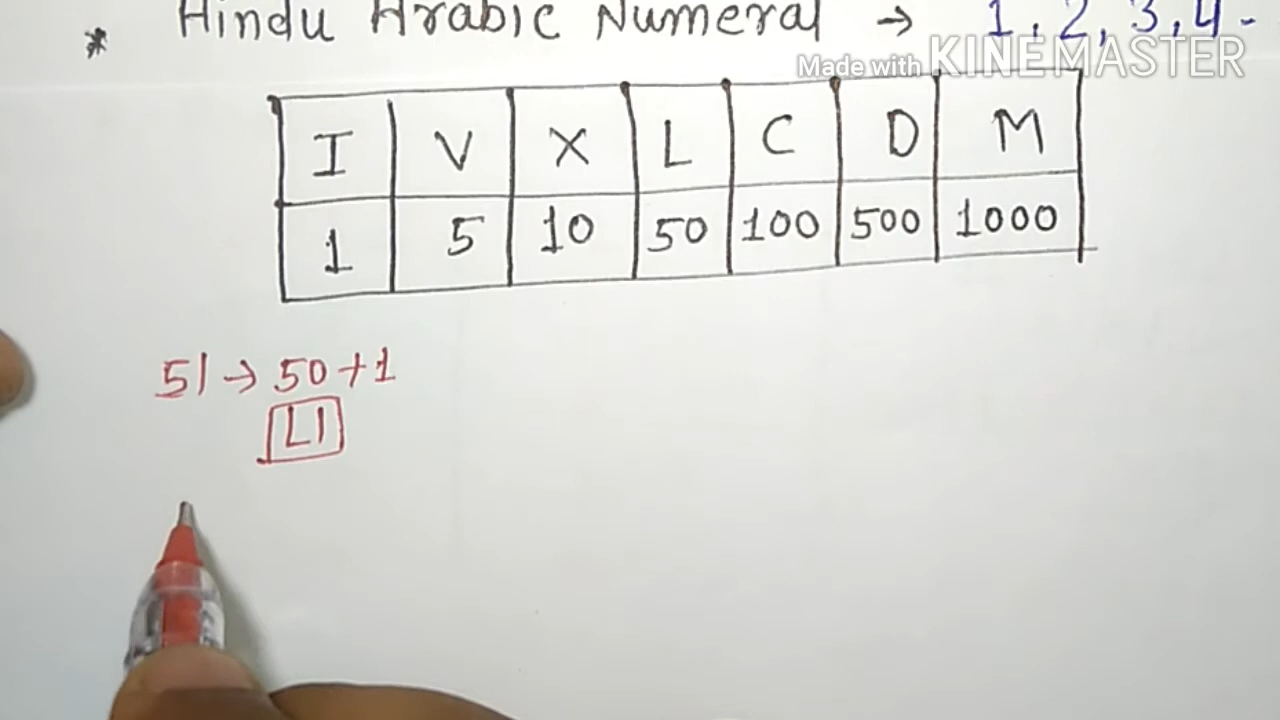 * Hindu Arabic Numeral → 1, 2, 3, 4 -
Made with KINEMASTER
I V X L C D M
1 5 10 50 100 500 1000
51 → 50 + 1
LI